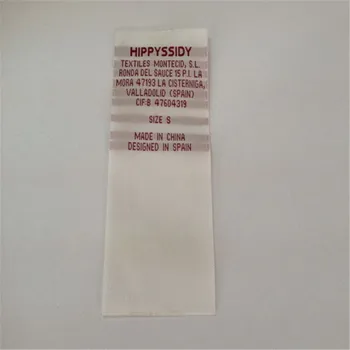 HIPPYSSIDY
TEXTILES MONTECID, S.L.
RONDA DEL SAUCE 15 P.I. LA
MORA 47193 LA CISTERNIGA,
VALLADOLID (SPAIN)
CIF B 47604319
SIZE S
MADE IN CHINA
DESIGNED IN SPAIN